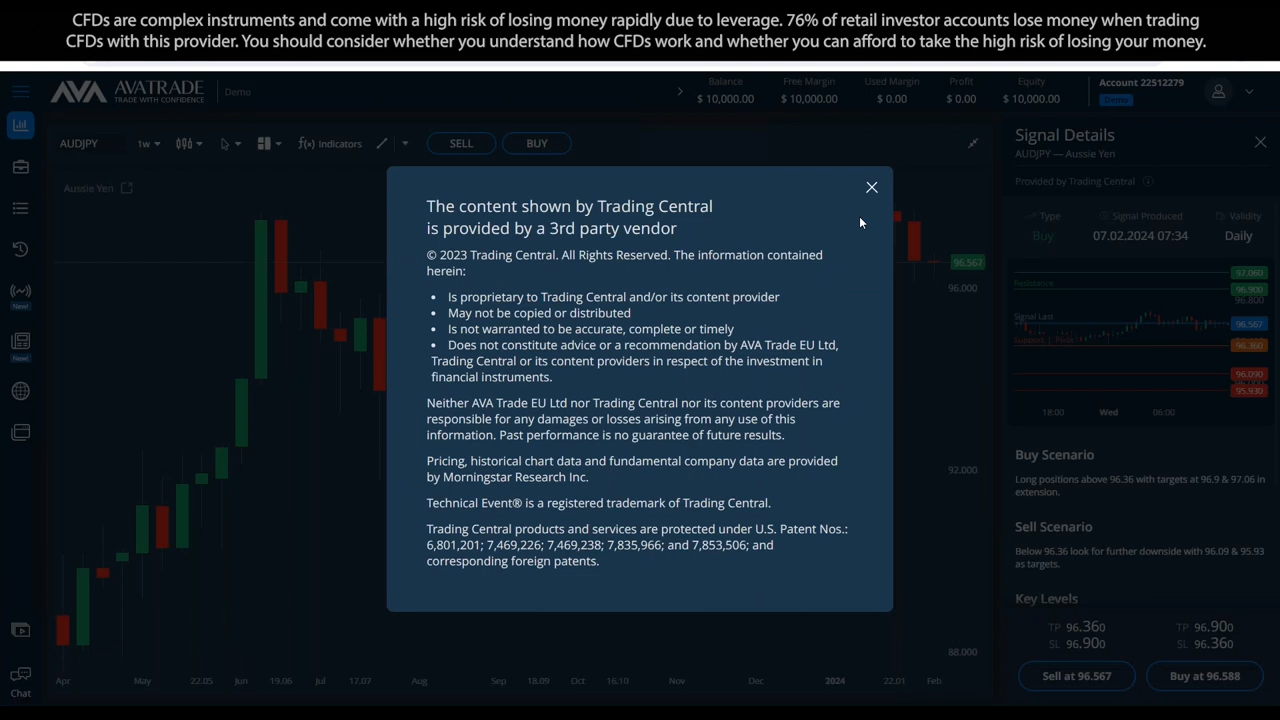 CFDs are complex instruments and come with a high risk of losing money rapidly due to leverage. 76% of retail investor accounts lose money when trading
CFDs with this provider. You should consider whether you understand how CFDs work and whether you can afford to take the high risk of losing your money.
AVA AVATRADE
TRADE WITH CONFIDENCE
Demo
Balance
$ 10,000.00
Free Margin
$ 10,000.00
Used Margin
$ 0.00
Profit
$ 0.00
Equity
$ 10,000.00
Account 22512279
Demo
AUDJPY
1w
f(x) Indicators
SELL
BUY
Aussie Yen
New!
New!
Chat
The content shown by Trading Central
is provided by a 3rd party vendor
© 2023 Trading Central. All Rights Reserved. The information contained
herein:
• Is proprietary to Trading Central and/or its content provider
• May not be copied or distributed
• Is not warranted to be accurate, complete or timely
• Does not constitute advice or a recommendation by AVA Trade EU Ltd,
Trading Central or its content providers in respect of the investment in
financial instruments.
Neither AVA Trade EU Ltd nor Trading Central nor its content providers are
responsible for any damages or losses arising from any use of this
information. Past performance is no guarantee of future results.
Pricing, historical chart data and fundamental company data are provided
by Morningstar Research Inc.
Technical Event® is a registered trademark of Trading Central.
Trading Central products and services are protected under U.S. Patent Nos.:
6,801,201; 7,469,226; 7,469,238; 7,835,966; and 7,853,506; and
corresponding foreign patents.
96.567
96.000
92.000
88.000
Apr May 22.05 Jun 19.06 Jul 17.07 Aug Sep 18.09 Oct 16.10 Nov Dec 2024 22.01 Feb
Signal Details
AUDJPY — Aussie Yen
Provided by Trading Central
Type
Buy
Signal Produced
07.02.2024 07:34
Validity
Daily
97.060
Resistance
96.900
96.800
Signal Last
96.567
Support | Pivot
96.360
96.090
95.930
18:00 Wed 06:00
Buy Scenario
Long positions above 96.36 with targets at 96.9 & 97.06 in
extension.
Sell Scenario
Below 96.36 look for further downside with 96.09 & 95.93
as targets.
Key Levels
TP 96.360
SL 96.900
TP 96.900
SL 96.360
Sell at 96.567
Buy at 96.588